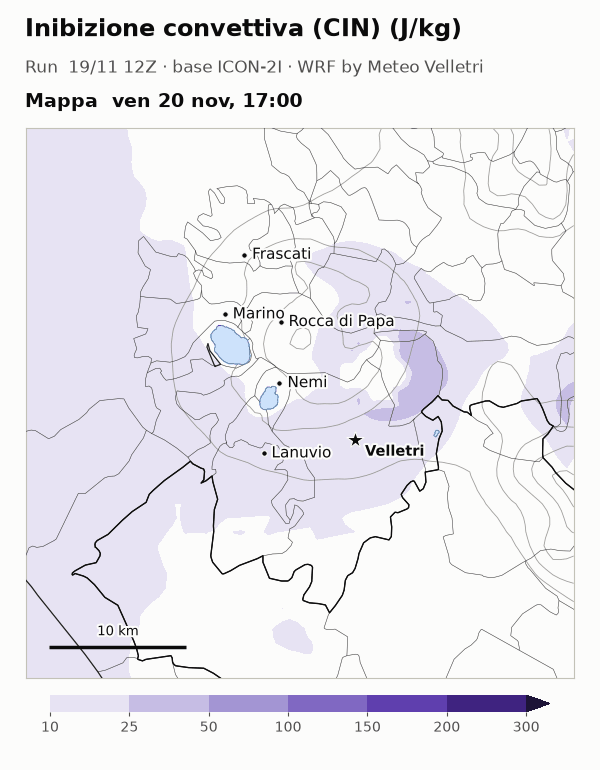 Inibizione convettiva (CIN) (J/kg)
Run  19/11 12Z · base ICON-2I · WRF by Meteo Velletri
Mappa  ven 20 nov, 17:00
Frascati
Marino
Rocca di Papa
Nemi
Lanuvio
Velletri
10 km
10 25 50 100 150 200 300